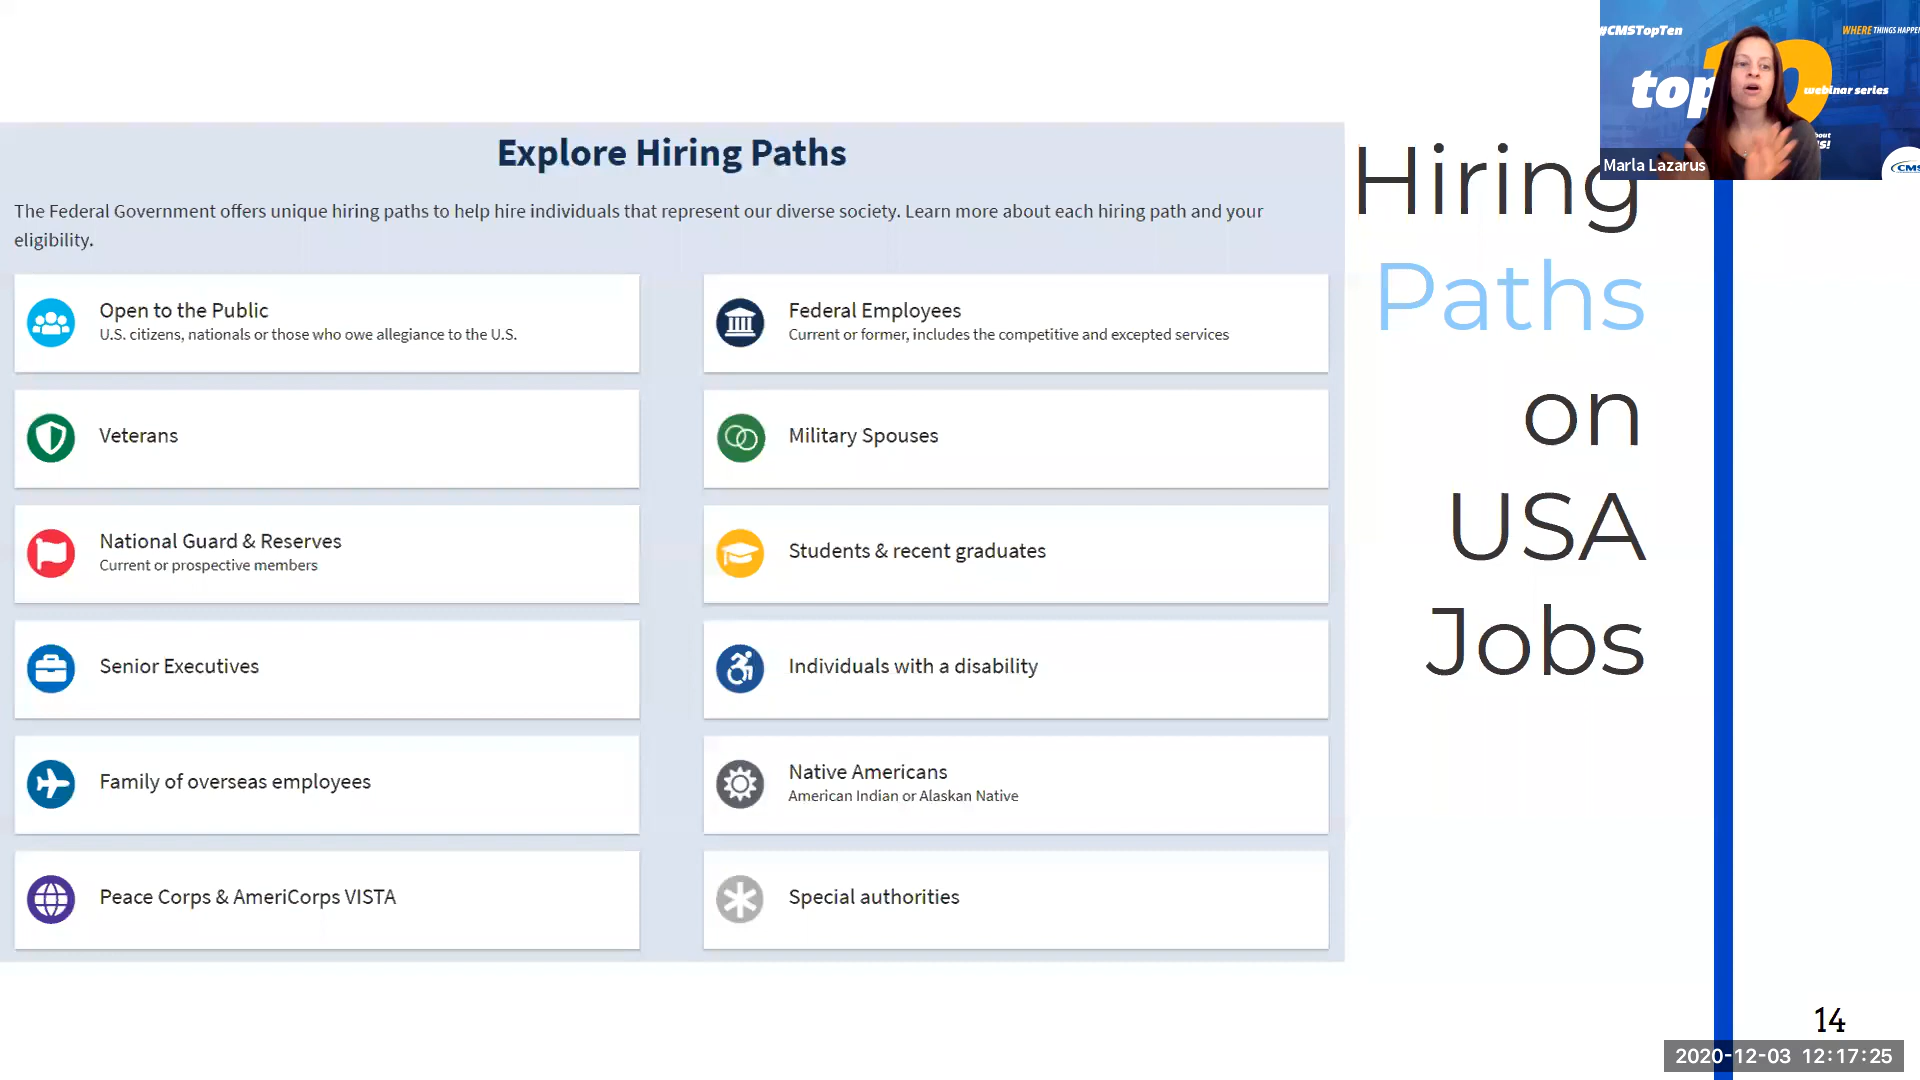 Explore Hiring Paths
The Federal Government offers unique hiring paths to help hire individuals that represent our diverse society. Learn more about each hiring path and your
eligibility.
Open to the Public
U.S. citizens, nationals or those who owe allegiance to the U.S.
Federal Employees
Current or former, includes the competitive and excepted services
Veterans
Military Spouses
National Guard & Reserves
Current or prospective members
Students & recent graduates
Senior Executives
Individuals with a disability
Family of overseas employees
Native Americans
American Indian or Alaskan Native
Peace Corps & AmeriCorps VISTA
Special authorities
Hiring
Paths
on
USA
Jobs
#CMSTopTen
WHERE THINGS HAPPEN
top 10
webinar series
Marla Lazarus
CMS
14
2020-12-03 12:17:25